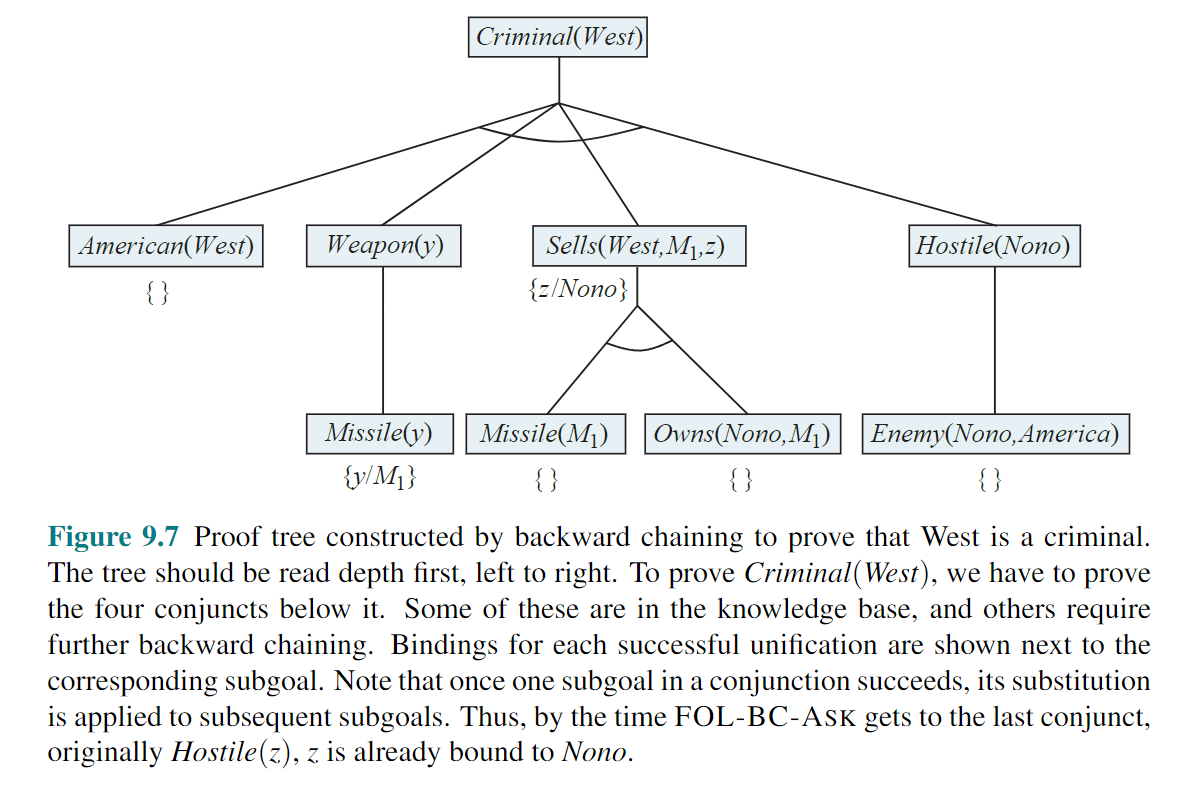 Criminal(West)
American(West) Weapon(y) Sells(West,M₁,z) Hostile(Nono)
{ } {z/Nono}
Missile(y) Missile(M₁) Owns(Nono,M₁) Enemy(Nono,America)
{y/M₁} { } { } { }
Figure 9.7 Proof tree constructed by backward chaining to prove that West is a criminal.
The tree should be read depth first, left to right. To prove Criminal(West), we have to prove
the four conjuncts below it. Some of these are in the knowledge base, and others require
further backward chaining. Bindings for each successful unification are shown next to the
corresponding subgoal. Note that once one subgoal in a conjunction succeeds, its substitution
is applied to subsequent subgoals. Thus, by the time FOL-BC-ASK gets to the last conjunct,
originally Hostile(z), z is already bound to Nono.